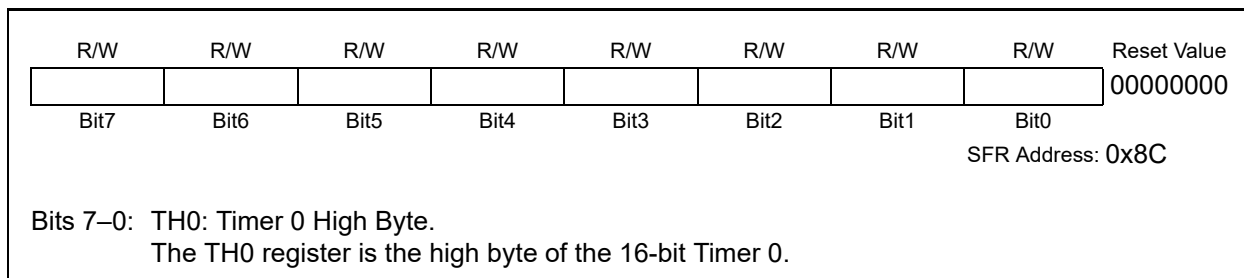 R/W R/W R/W R/W R/W R/W R/W R/W Reset Value
00000000
Bit7 Bit6 Bit5 Bit4 Bit3 Bit2 Bit1 Bit0
SFR Address: 0x8C
Bits 7–0: TH0: Timer 0 High Byte.
The TH0 register is the high byte of the 16-bit Timer 0.